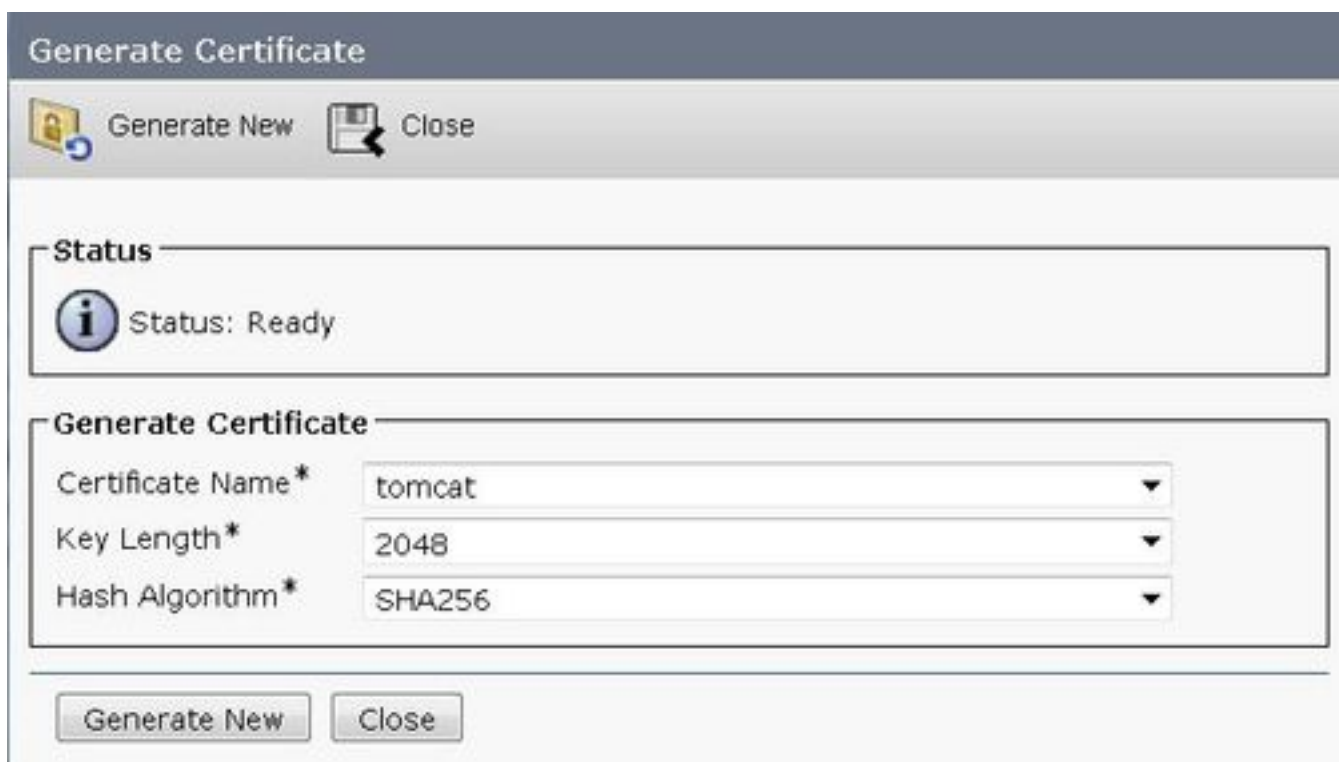 Generate Certificate
Generate New Close
Status
Status: Ready
Generate Certificate
Certificate Name* tomcat
Key Length* 2048
Hash Algorithm* SHA256
Generate New Close